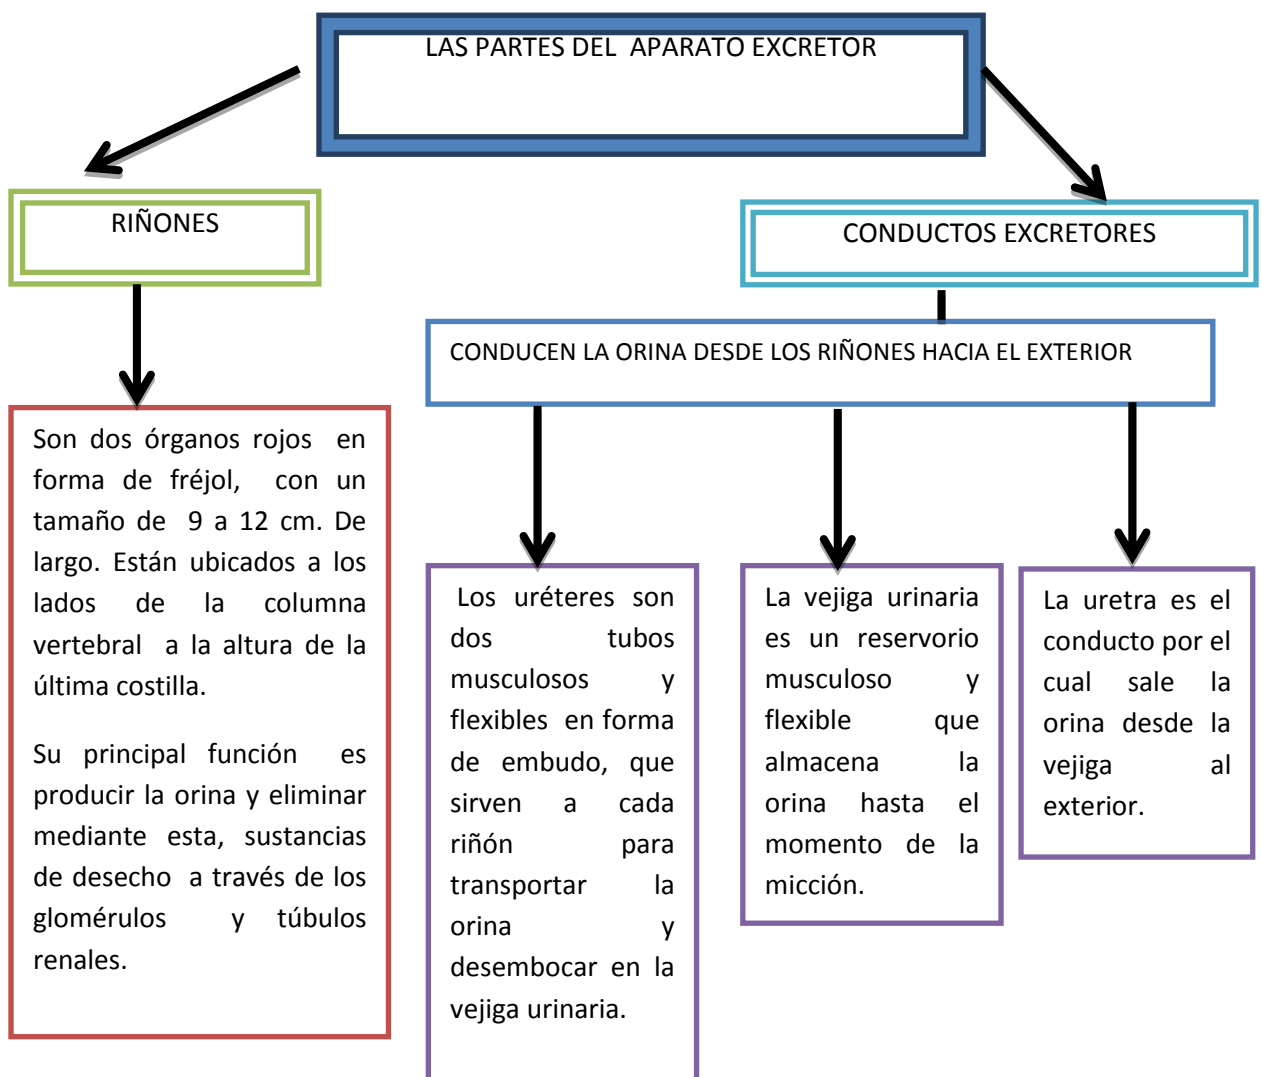 LAS PARTES DEL APARATO EXCRETOR
RIÑONES
CONDUCTOS EXCRETORES
CONDUCEN LA ORINA DESDE LOS RIÑONES HACIA EL EXTERIOR
Son dos órganos rojos en
forma de fréjol, con un
tamaño de 9 a 12 cm. De
largo. Están ubicados a los
lados de la columna
vertebral a la altura de la
última costilla.
Su principal función es
producir la orina y eliminar
mediante esta, sustancias
de desecho a través de los
glomérulos y túbulos
renales.
Los uréteres son
dos tubos
musculosos y
flexibles en forma
de embudo, que
sirven a cada
riñón para
transportar la
orina y
desembocar en la
vejiga urinaria.
La vejiga urinaria
es un reservorio
musculoso y
flexible que
almacena la
orina hasta el
momento de la
micción.
La uretra es el
conducto por el
cual sale la
orina desde la
vejiga al
exterior.